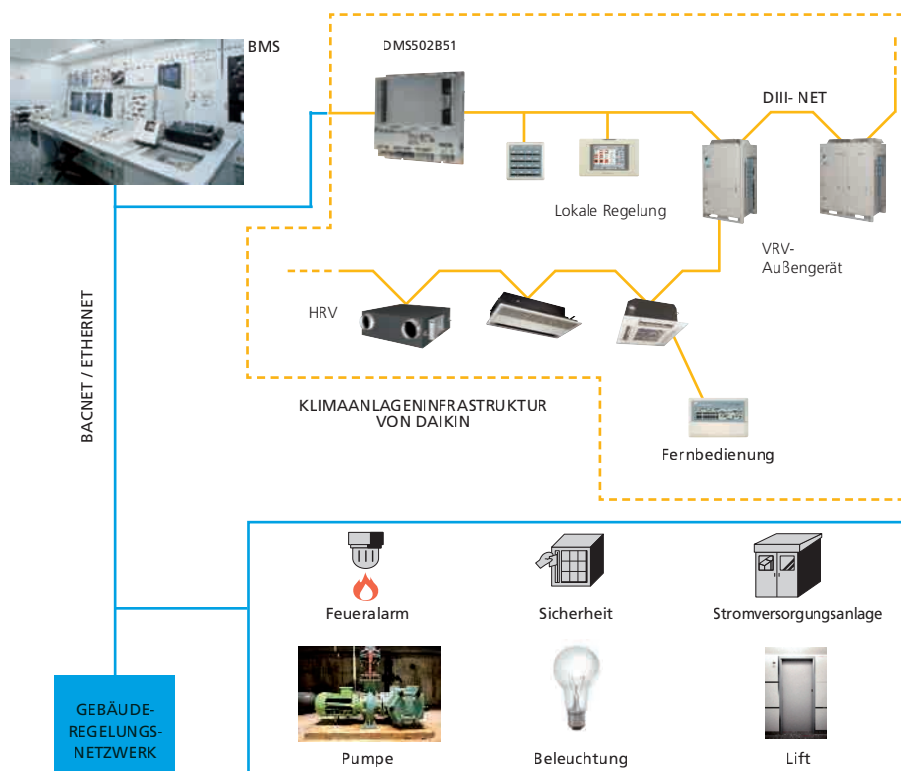 BMS
DMS502B51
DIII- NET
Lokale Regelung
VRV-
Außengerät
HRV
BACNET / ETHERNET
KLIMAANLAGENINFRASTRUKTUR
VON DAIKIN
Fernbedienung
Feueralarm
Sicherheit
Stromversorgungsanlage
GEBÄUDE-
REGELUNGS-
NETZWERK
Pumpe
Beleuchtung
Lift